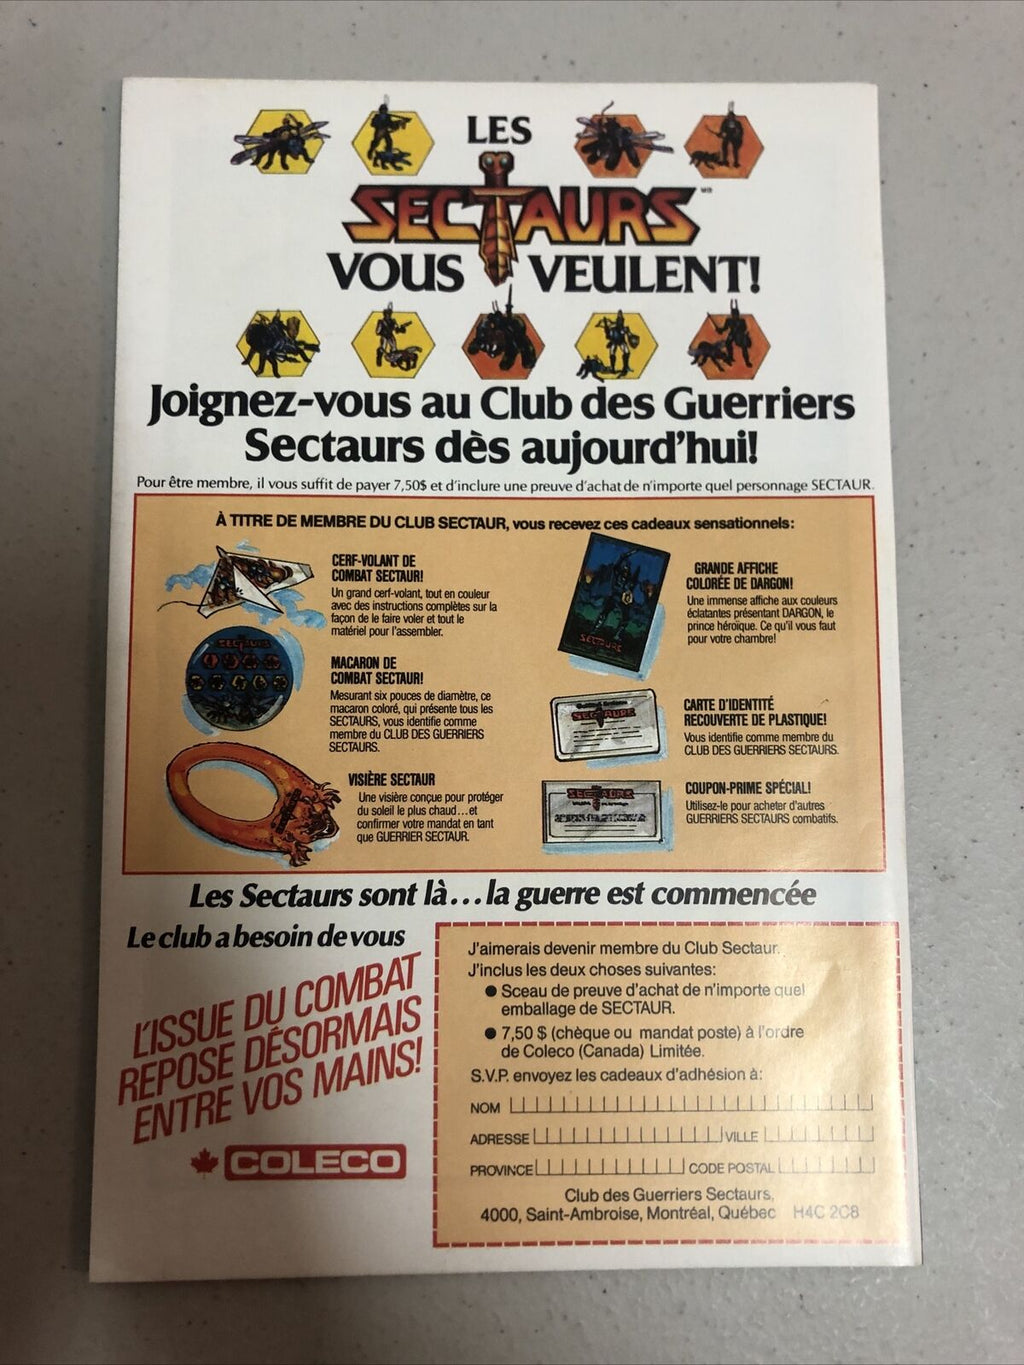 LES
SECTAURS MD
VOUS VEULENT!
Joignez-vous au Club des Guerriers
Sectaurs dès aujourd'hui!
Pour être membre, il vous suffit de payer 7,50$ et d'inclure une preuve d'achat de n'importe quel personnage SECTAUR.
À TITRE DE MEMBRE DU CLUB SECTAUR, vous recevez ces cadeaux sensationnels:
CERF-VOLANT DE
COMBAT SECTAUR!
Un grand cerf-volant, tout en couleur
avec des instructions complètes sur la
façon de le faire voler et tout le
matériel pour l'assembler.
MACARON DE
COMBAT SECTAUR!
Mesurant six pouces de diamètre, ce
macaron coloré, qui présente tous les
SECTAURS, vous identifie comme
membre du CLUB DES GUERRIERS
SECTAURS.
VISIÈRE SECTAUR
Une visière conçue pour protéger
du soleil le plus chaud...et
confirmer votre mandat en tant
que GUERRIER SECTAUR.
GRANDE AFFICHE
COLORÉE DE DARGON!
Une immense affiche aux couleurs
éclatantes présentant DARGON, le
prince héroïque. Ce qu'il vous faut
pour votre chambre!
CARTE D'IDENTITÉ
RECOUVERTE DE PLASTIQUE!
Vous identifie comme membre du
CLUB DES GUERRIERS SECTAURS.
COUPON-PRIME SPÉCIAL!
Utilisez-le pour acheter d'autres
GUERRIERS SECTAURS combatifs.
SECTAURS
SECTAURS
SECTAURS
SECTAURS
Les Sectaurs sont là...la guerre est commencée
Le club a besoin de vous
L'ISSUE DU COMBAT
REPOSE DÉSORMAIS
ENTRE VOS MAINS!
COLECO
J'aimerais devenir membre du Club Sectaur.
J'inclus les deux choses suivantes:
● Sceau de preuve d'achat de n'importe quel
emballage de SECTAUR.
● 7,50 $ (chèque ou mandat poste) à l'ordre
de Coleco (Canada) Limitée.
S.V.P. envoyez les cadeaux d'adhésion à:
NOM
ADRESSE VILLE
PROVINCE CODE POSTAL
Club des Guerriers Sectaurs,
4000, Saint-Ambroise, Montréal, Québec H4C 2C8